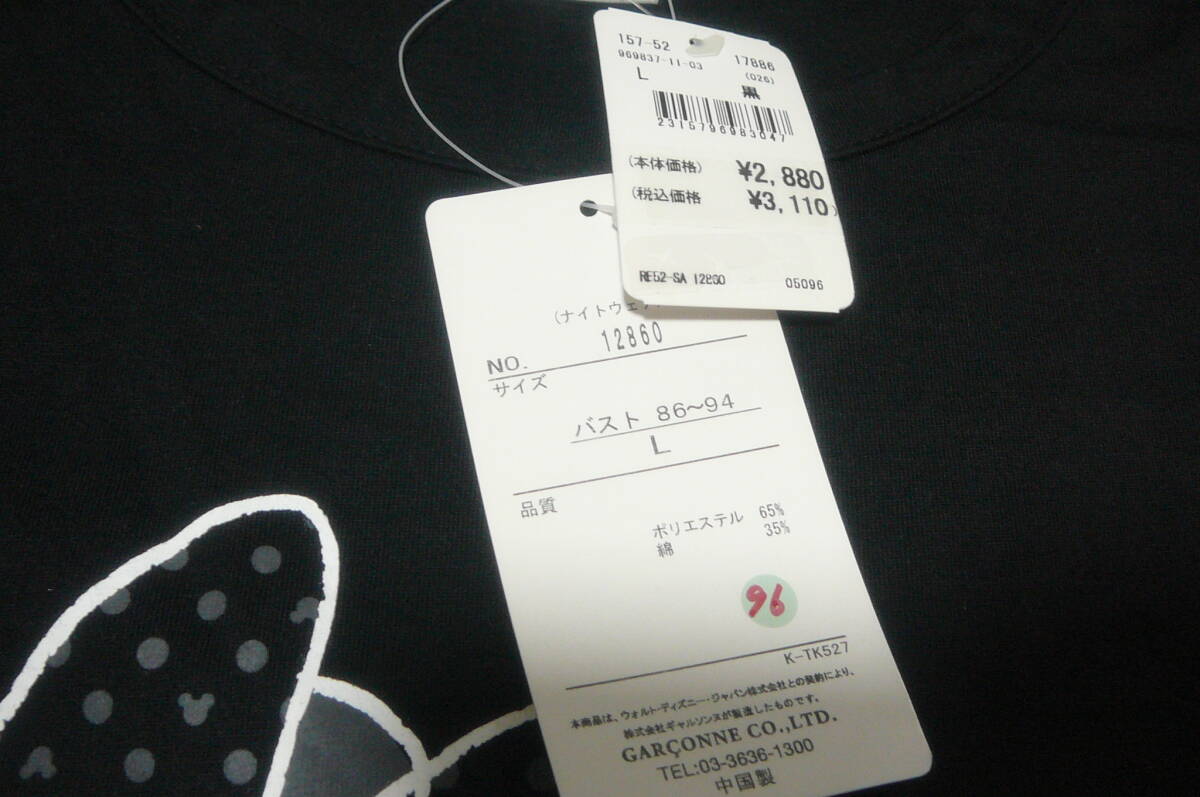 157-52
17886
969837-11-03
(026)
L
黒
2315796983047
(本体価格) ¥2,880
(税込価格 ¥3,110)
RE52-SA 12860 05096
(ナイトウェア)
NO. 12860
サイズ
バスト 86〜94
L
品質
ポリエステル 65%
綿 35%
96
K-TK527
本商品は、ウォルト・ディズニー・ジャパン株式会社との契約により、
株式会社ギャルソンヌが製造したものです。
GARÇONNE CO.,LTD.
TEL:03-3636-1300
中国製